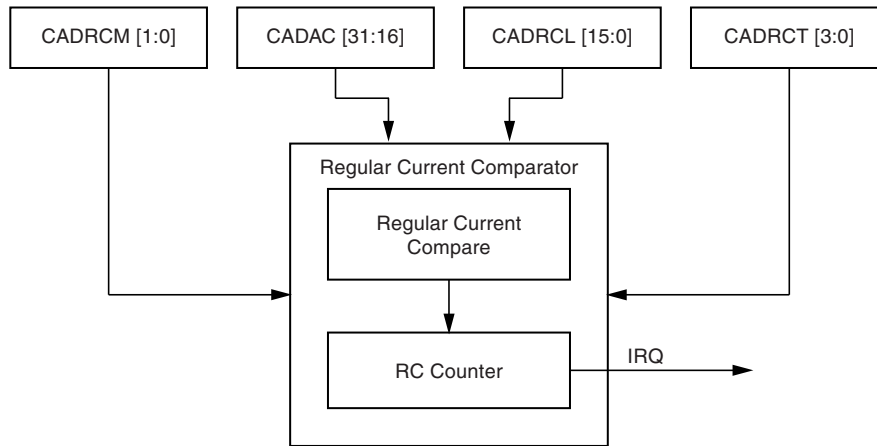 CADRCM [1:0]
CADAC [31:16]
CADRCL [15:0]
CADRCT [3:0]
Regular Current Comparator
Regular Current
Compare
RC Counter
IRQ